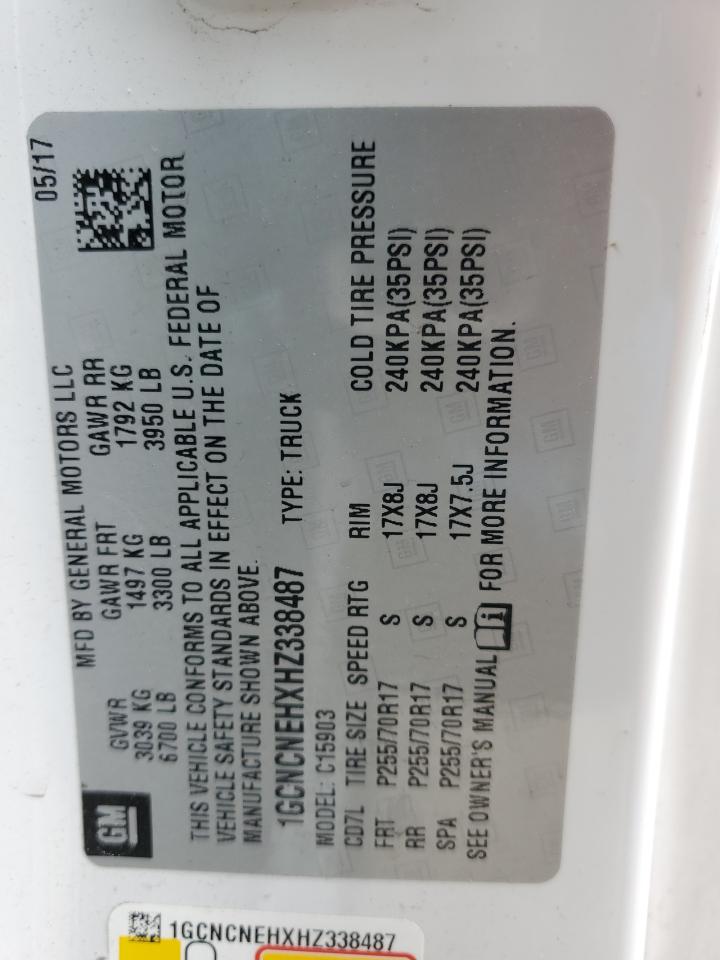 MFD BY GENERAL MOTORS LLC 05/17
GM
GVWR GAWR FRT GAWR RR
3039 KG 1497 KG 1792 KG
6700 LB 3300 LB 3950 LB
THIS VEHICLE CONFORMS TO ALL APPLICABLE U.S. FEDERAL MOTOR
VEHICLE SAFETY STANDARDS IN EFFECT ON THE DATE OF
MANUFACTURE SHOWN ABOVE.
1GCNCNEHXHZ338487 TYPE: TRUCK
MODEL: C15903
CD7L TIRE SIZE SPEED RTG RIM COLD TIRE PRESSURE
FRT P255/70R17 S 17X8J 240KPA(35PSI)
RR P255/70R17 S 17X8J 240KPA(35PSI)
SPA P255/70R17 S 17X7.5J 240KPA(35PSI)
SEE OWNER'S MANUAL i FOR MORE INFORMATION.
1GCNCNEHXHZ338487